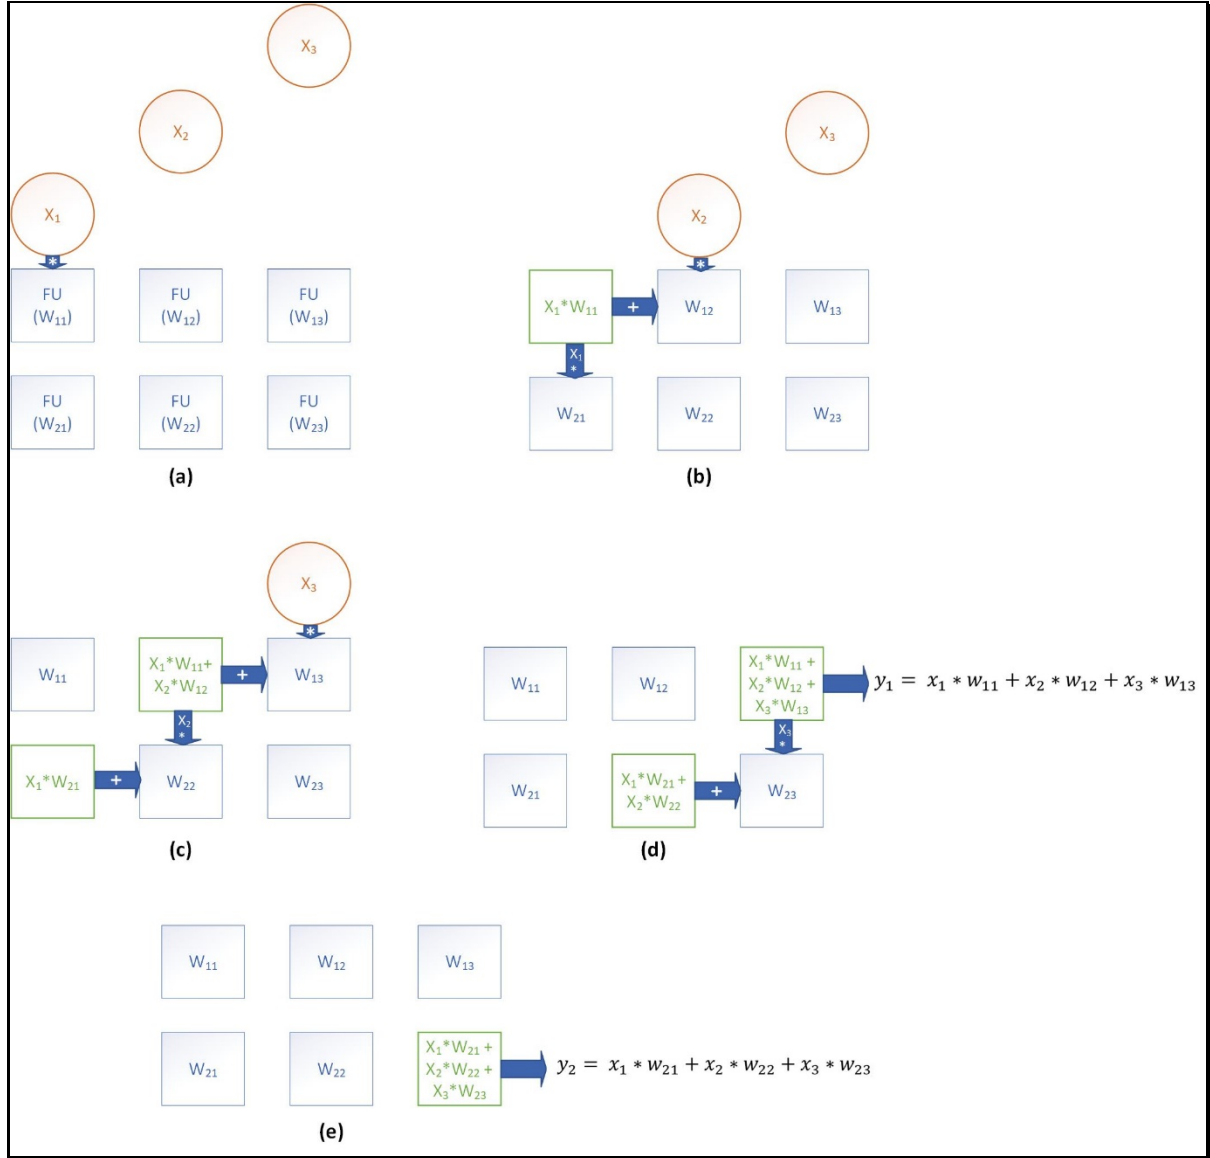 X₃
X₂
X₁
*
FU
(W₁₁)
FU
(W₁₂)
FU
(W₁₃)
FU
(W₂₁)
FU
(W₂₂)
FU
(W₂₃)
(a)
X₃
X₂
*
X₁*W₁₁
+
W₁₂
W₁₃
X₁
*
W₂₁
W₂₂
W₂₃
(b)
X₃
*
W₁₁
X₁*W₁₁+
X₂*W₁₂
+
W₁₃
X₂
*
X₁*W₂₁
+
W₂₂
W₂₃
(c)
W₁₁
W₁₂
X₁*W₁₁ +
X₂*W₁₂ +
X₃*W₁₃
y₁ = x₁ * w₁₁ + x₂ * w₁₂ + x₃ * w₁₃
X₃
*
W₂₁
X₁*W₂₁ +
X₂*W₂₂
+
W₂₃
(d)
W₁₁
W₁₂
W₁₃
W₂₁
W₂₂
X₁*W₂₁ +
X₂*W₂₂ +
X₃*W₂₃
y₂ = x₁ * w₂₁ + x₂ * w₂₂ + x₃ * w₂₃
(e)